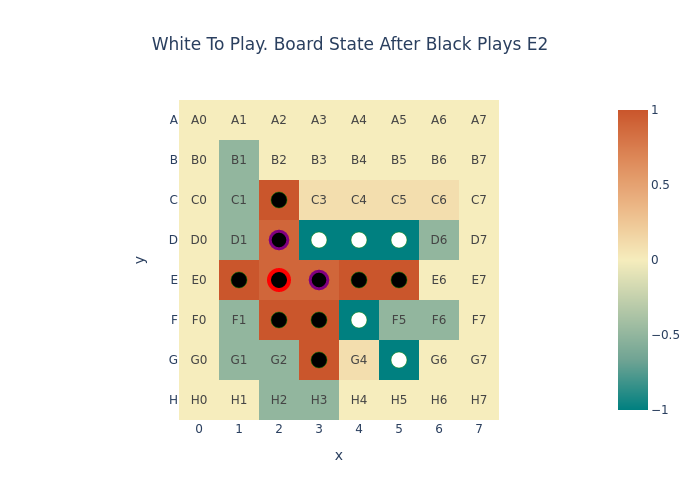 White To Play. Board State After Black Plays E2
A A0 A1 A2 A3 A4 A5 A6 A7
B B0 B1 B2 B3 B4 B5 B6 B7
C C0 C1 C3 C4 C5 C6 C7
D D0 D1 D6 D7
E E0 E6 E7
F F0 F1 F5 F6 F7
G G0 G1 G2 G4 G6 G7
H H0 H1 H2 H3 H4 H5 H6 H7
0 1 2 3 4 5 6 7
x
y
1
0.5
0
−0.5
−1